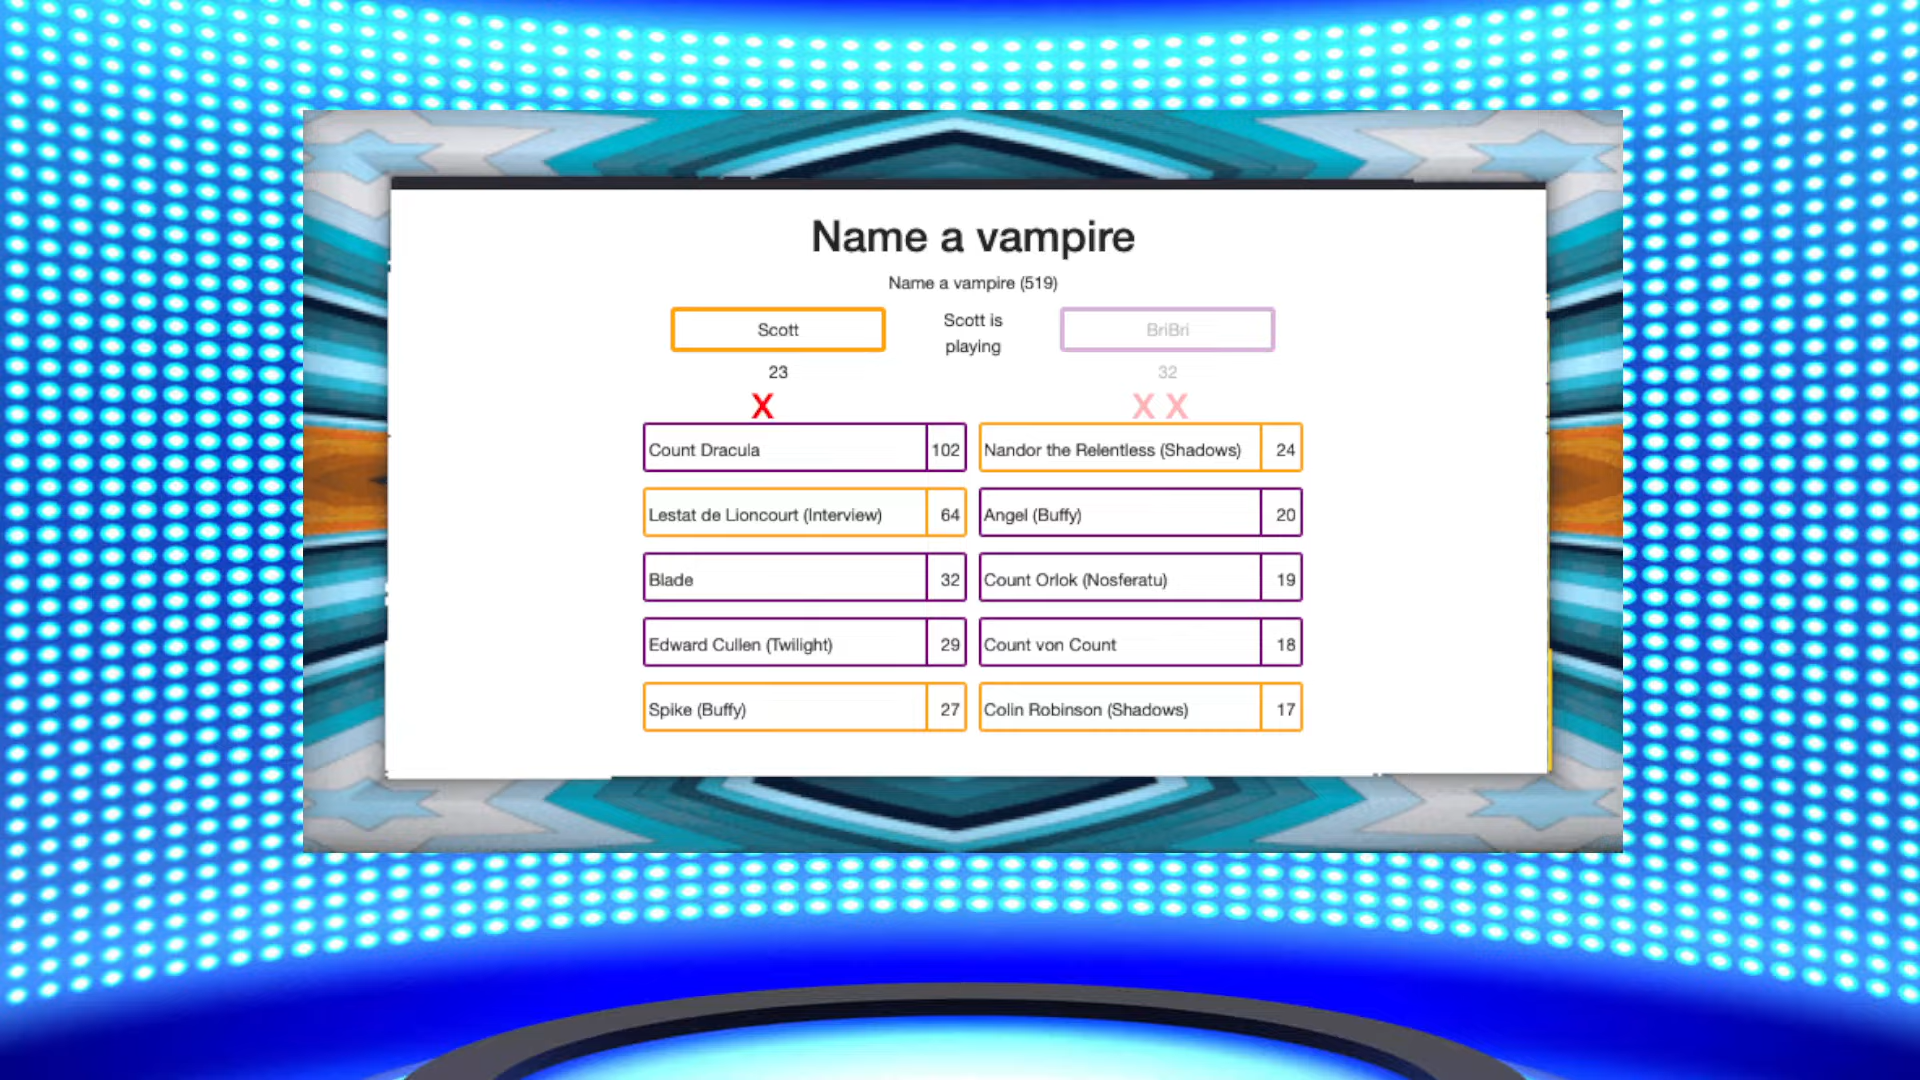 Name a vampire
Name a vampire (519)
Scott
Scott is
playing
BriBri
23
32
X
X X
Count Dracula 102
Nandor the Relentless (Shadows) 24
Lestat de Lioncourt (Interview) 64
Angel (Buffy) 20
Blade 32
Count Orlok (Nosferatu) 19
Edward Cullen (Twilight) 29
Count von Count 18
Spike (Buffy) 27
Colin Robinson (Shadows) 17